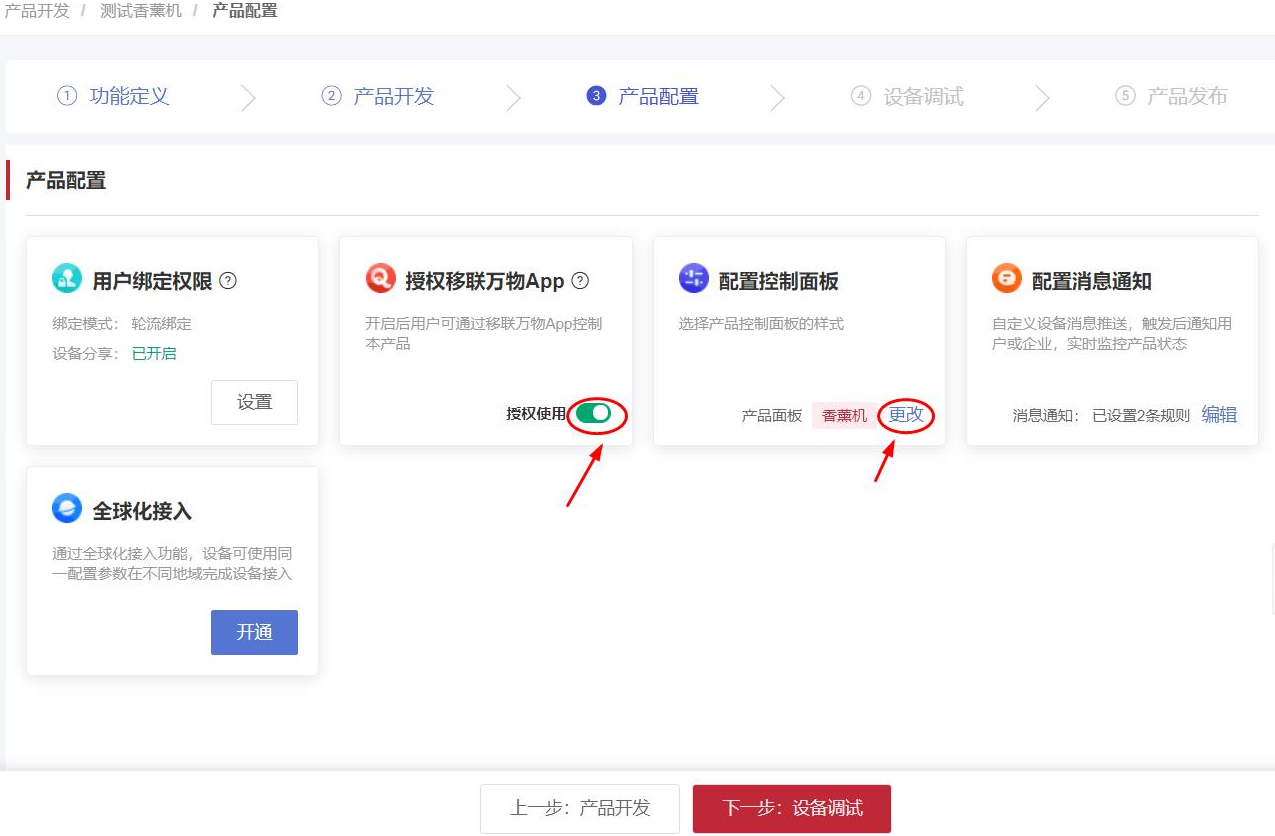 产品开发 / 测试香薰机 / 产品配置
① 功能定义
② 产品开发
3 产品配置
④ 设备调试
⑤ 产品发布
产品配置
用户绑定权限 ?
绑定模式： 轮流绑定
设备分享： 已开启
设置
授权移联万物App ?
开启后用户可通过移联万物App控制
本产品
授权使用
配置控制面板
选择产品控制面板的样式
产品面板 香薰机 更改
配置消息通知
自定义设备消息推送，触发后通知用
户或企业，实时监控产品状态
消息通知： 已设置2条规则 编辑
全球化接入
通过全球化接入功能，设备可使用同
一配置参数在不同地域完成设备接入
开通
上一步：产品开发
下一步：设备调试